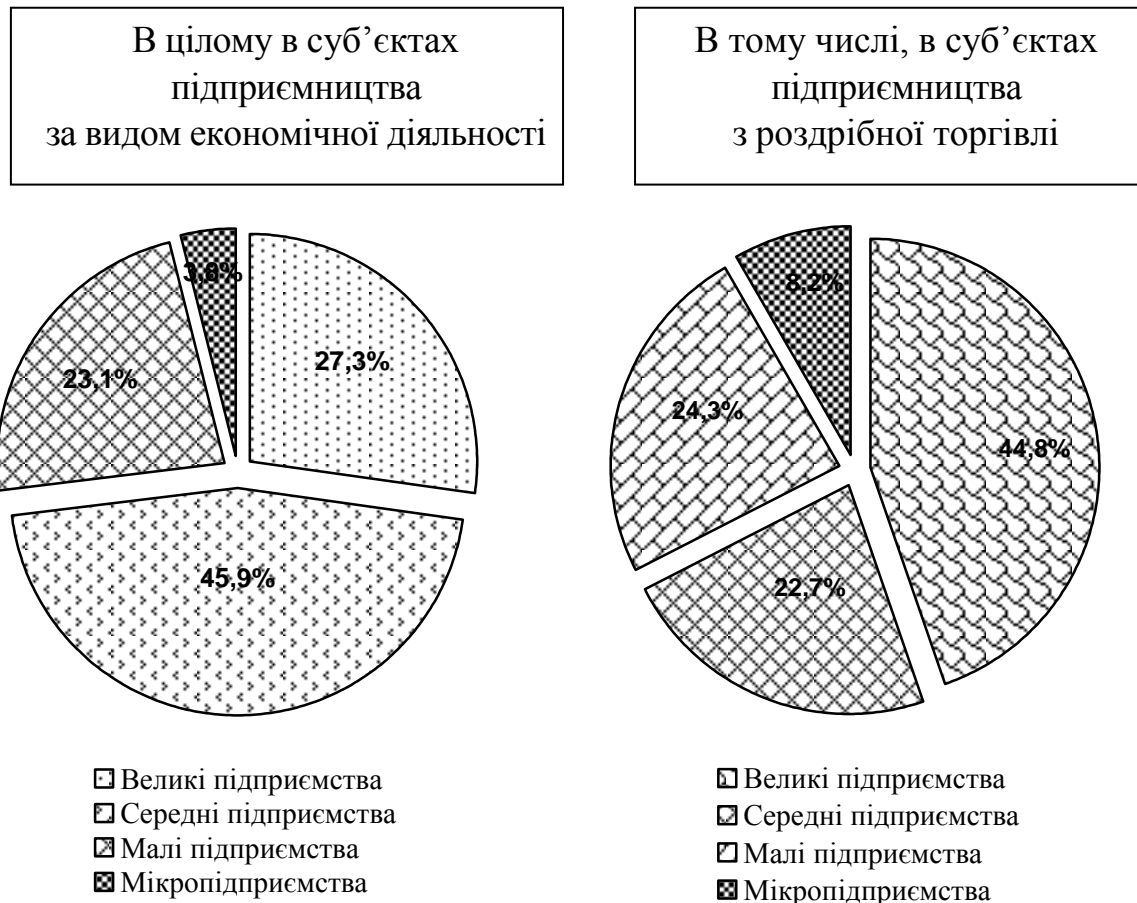 В цілому в суб’єктах
підприємництва
за видом економічної діяльності
3,8%
27,3%
23,1%
45,9%
Великі підприємства
Середні підприємства
Малі підприємства
Мікропідприємства
В тому числі, в суб’єктах
підприємництва
з роздрібної торгівлі
8,2%
24,3%
44,8%
22,7%
Великі підприємства
Середні підприємства
Малі підприємства
Мікропідприємства